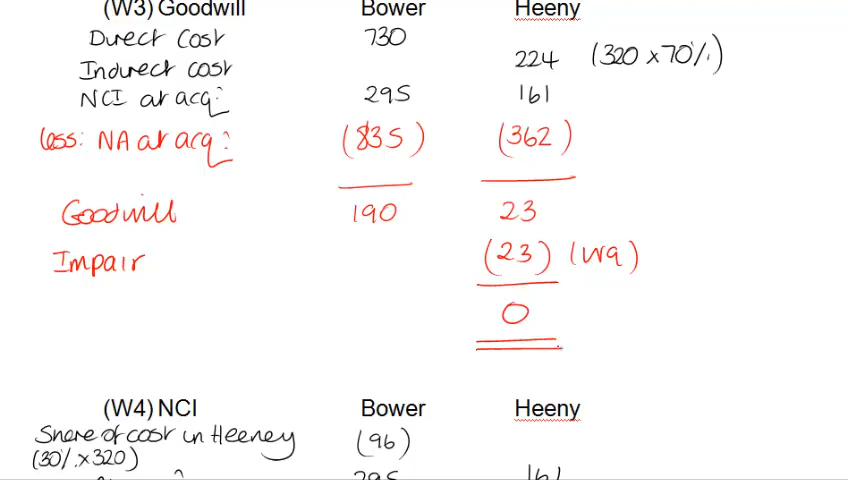 (W3) Goodwill Bower Heeny
Direct Cost 730
Indirect cost 224 (320 x 70%)
NCI at acq: 295 161
less: NA at acq: (835) (362)
Goodwill 190 23
Impair (23) (W9)
0
(W4) NCI Bower Heeny
Share of cost in Heeney (96)
(30% x 320)
295 161